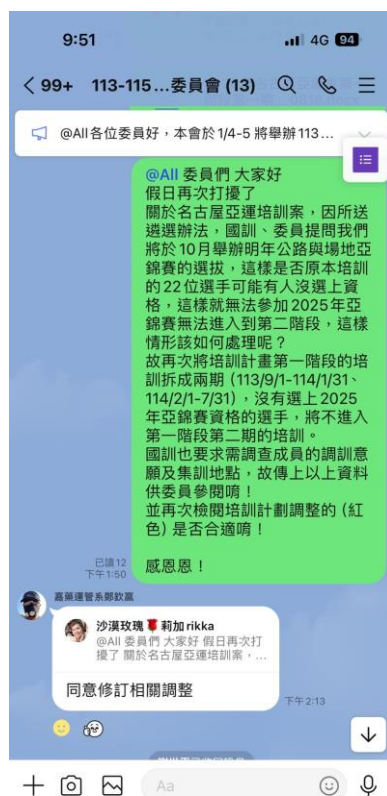 9:51
4G 94
99+ 113-115...委員會 (13)
@All 各位委員好，本會於1/4-5 將舉辦113...
@All 委員們 大家好
假日再次打擾了
關於名古屋亞運培訓案，因所送
遴選辦法，國訓、委員提問我們
將於10月舉辦明年公路與場地亞
錦賽的選拔，這樣是否原本培訓
的22位選手可能有人沒選上資
格，這樣就無法參加2025年亞
錦賽無法進入到第二階段，這樣
情形該如何處理呢？
故再次將培訓計畫第一階段的培
訓拆成兩期 (113/9/1-114/1/31、
114/2/1-7/31)，沒有選上2025
年亞錦賽資格的選手，將不進入
第一階段第二期的培訓。
國訓也要求需調查成員的調訓意
願及集訓地點，故傳上以上資料
供委員參閱唷！
並再次檢閱培訓計劃調整的 (紅
色) 是否合適唷！
感恩恩！
已讀12
下午1:50
嘉藥運管系鄭欽贏
沙漠玫瑰🌹莉加rikka
@All 委員們 大家好 假日再次打
擾了 關於名古屋亞運培訓案，...
同意修訂相關調整
下午2:13
Aa